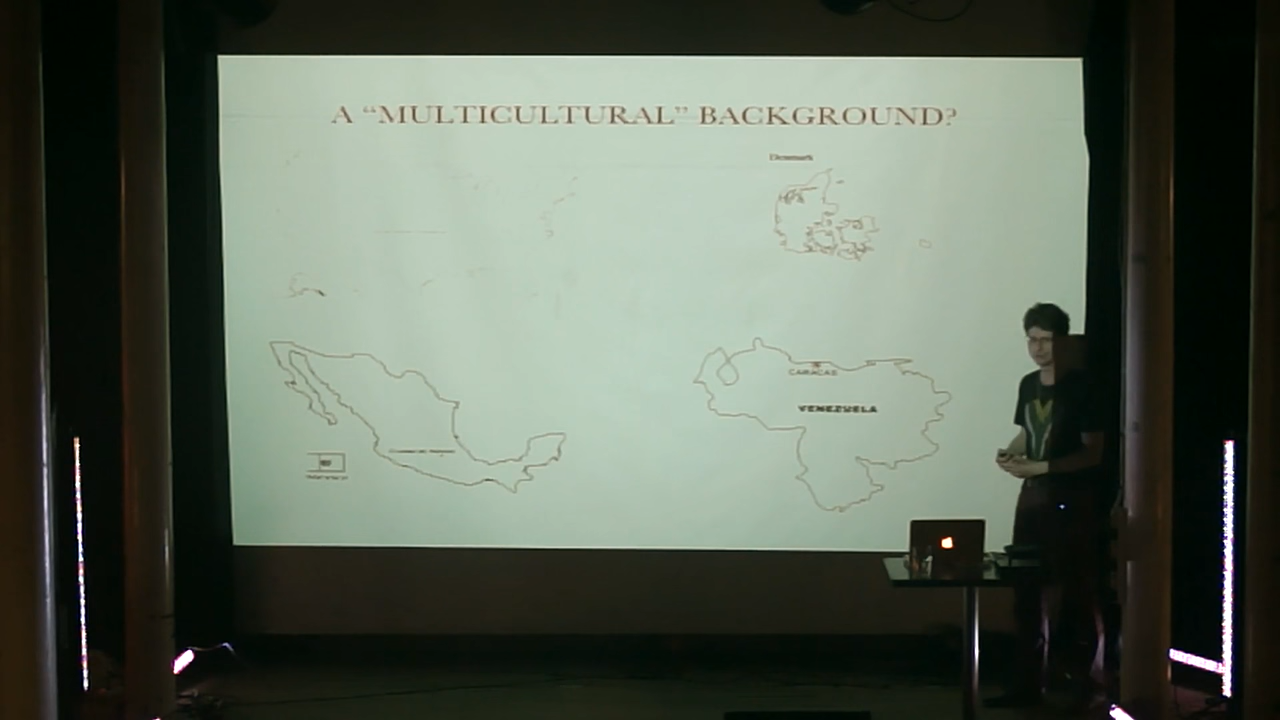 A “MULTICULTURAL” BACKGROUND?
Denmark
CARACAS
VENEZUELA